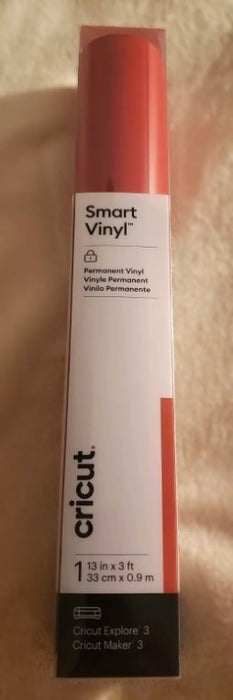 Smart
Vinyl™
Permanent Vinyl
Vinyle Permanent
Vinilo Permanente
cricut®
1 13 in x 3 ft
33 cm x 0.9 m
Cricut Explore® 3
Cricut Maker® 3